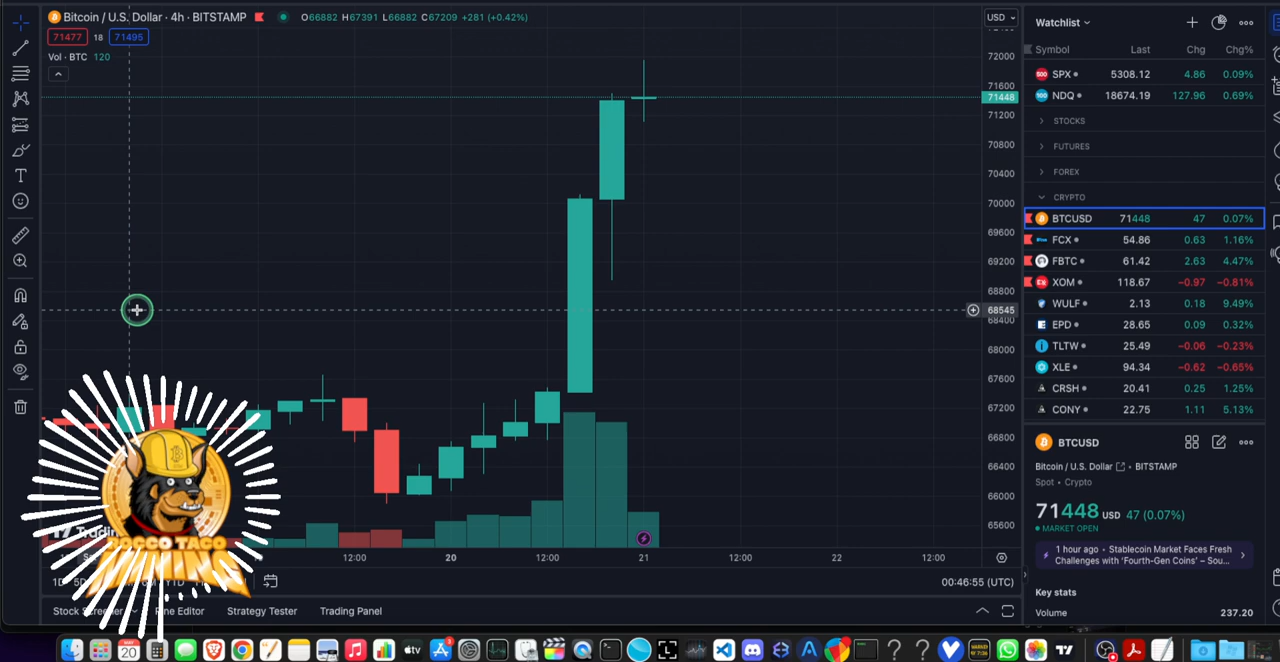 Bitcoin / U.S. Dollar · 4h · BITSTAMP O66882 H67391 L66882 C67209 +281 (+0.42%)
71477 18 71495
Vol · BTC 120
USD
72000
71600
71448
71200
70800
70400
70000
69600
69200
68800
68545
68400
68000
67600
67200
66800
66400
66000
65600
12:00 20 12:00 21 12:00 22 12:00
00:46:55 (UTC)
Pine Editor Strategy Tester Trading Panel
ROCCO TACO
Watchlist
Symbol Last Chg Chg%
SPX 5308.12 4.86 0.09%
NDQ 18674.19 127.96 0.69%
STOCKS
FUTURES
FOREX
CRYPTO
BTCUSD 71448 47 0.07%
FCX 54.86 0.63 1.16%
FBTC 61.42 2.63 4.47%
XOM 118.67 −0.97 −0.81%
WULF 2.13 0.18 9.49%
EPD 28.65 0.09 0.32%
TLTW 25.49 −0.06 −0.23%
XLE 94.34 −0.62 −0.65%
CRSH 20.41 0.25 1.25%
CONY 22.75 1.11 5.13%
BTCUSD
Bitcoin / U.S. Dollar • BITSTAMP
Spot • Crypto
71448 USD 47 (0.07%)
MARKET OPEN
1 hour ago • Stablecoin Market Faces Fresh
Challenges with 'Fourth-Gen Coins' – Sou...
Key stats
Volume 237.20
20
tv